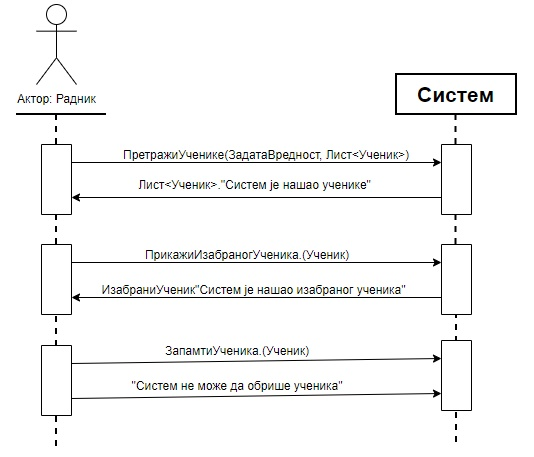 Актор: Радник
Систем
ПретражиУченике(ЗадатаВредност, Лист<Ученик>)
Лист<Ученик>."Систем је нашао ученике"
ПрикажиИзабраногУченика.(Ученик)
ИзабраниУченик"Систем је нашао изабраног ученика"
ЗапамтиУченика.(Ученик)
"Систем не може да обрише ученика"